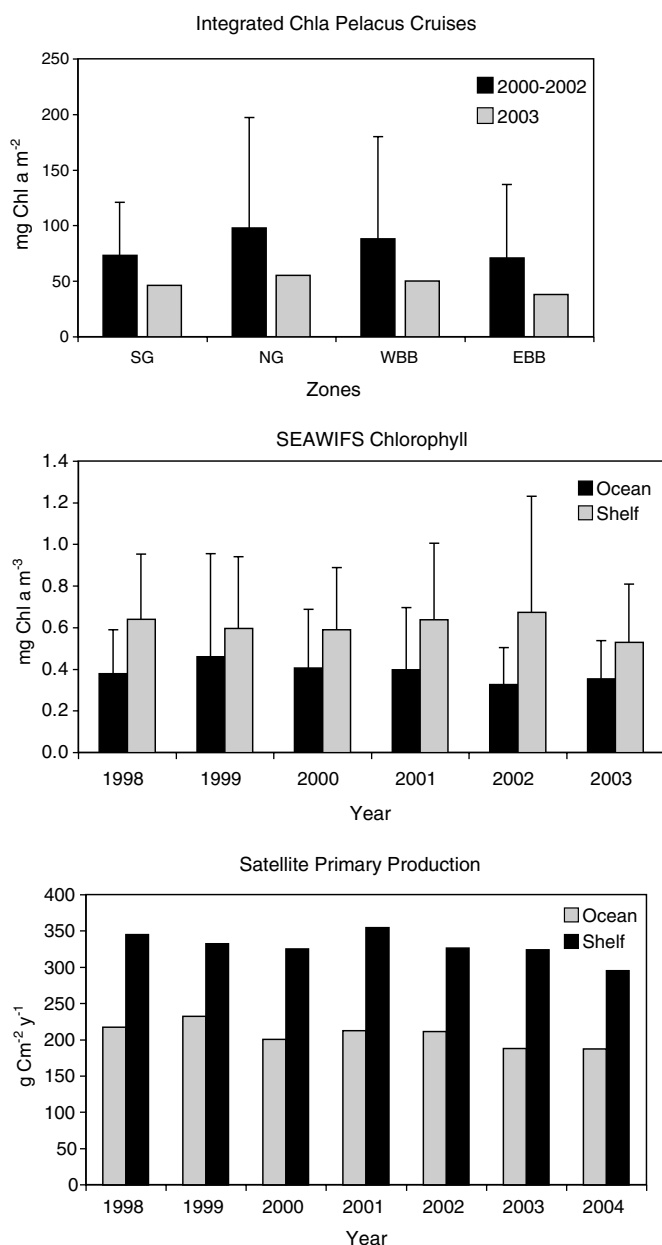 Integrated Chla Pelacus Cruises
250
200
150
100
50
0
mg Chl a m-2
2000-2002
2003
SG NG WBB EBB
Zones
SEAWIFS Chlorophyll
1.4
1.2
1.0
0.8
0.6
0.4
0.2
0.0
mg Chl a m-3
Ocean
Shelf
1998 1999 2000 2001 2002 2003
Year
Satellite Primary Production
400
350
300
250
200
150
100
50
0
g Cm-2 y-1
Ocean
Shelf
1998 1999 2000 2001 2002 2003 2004
Year